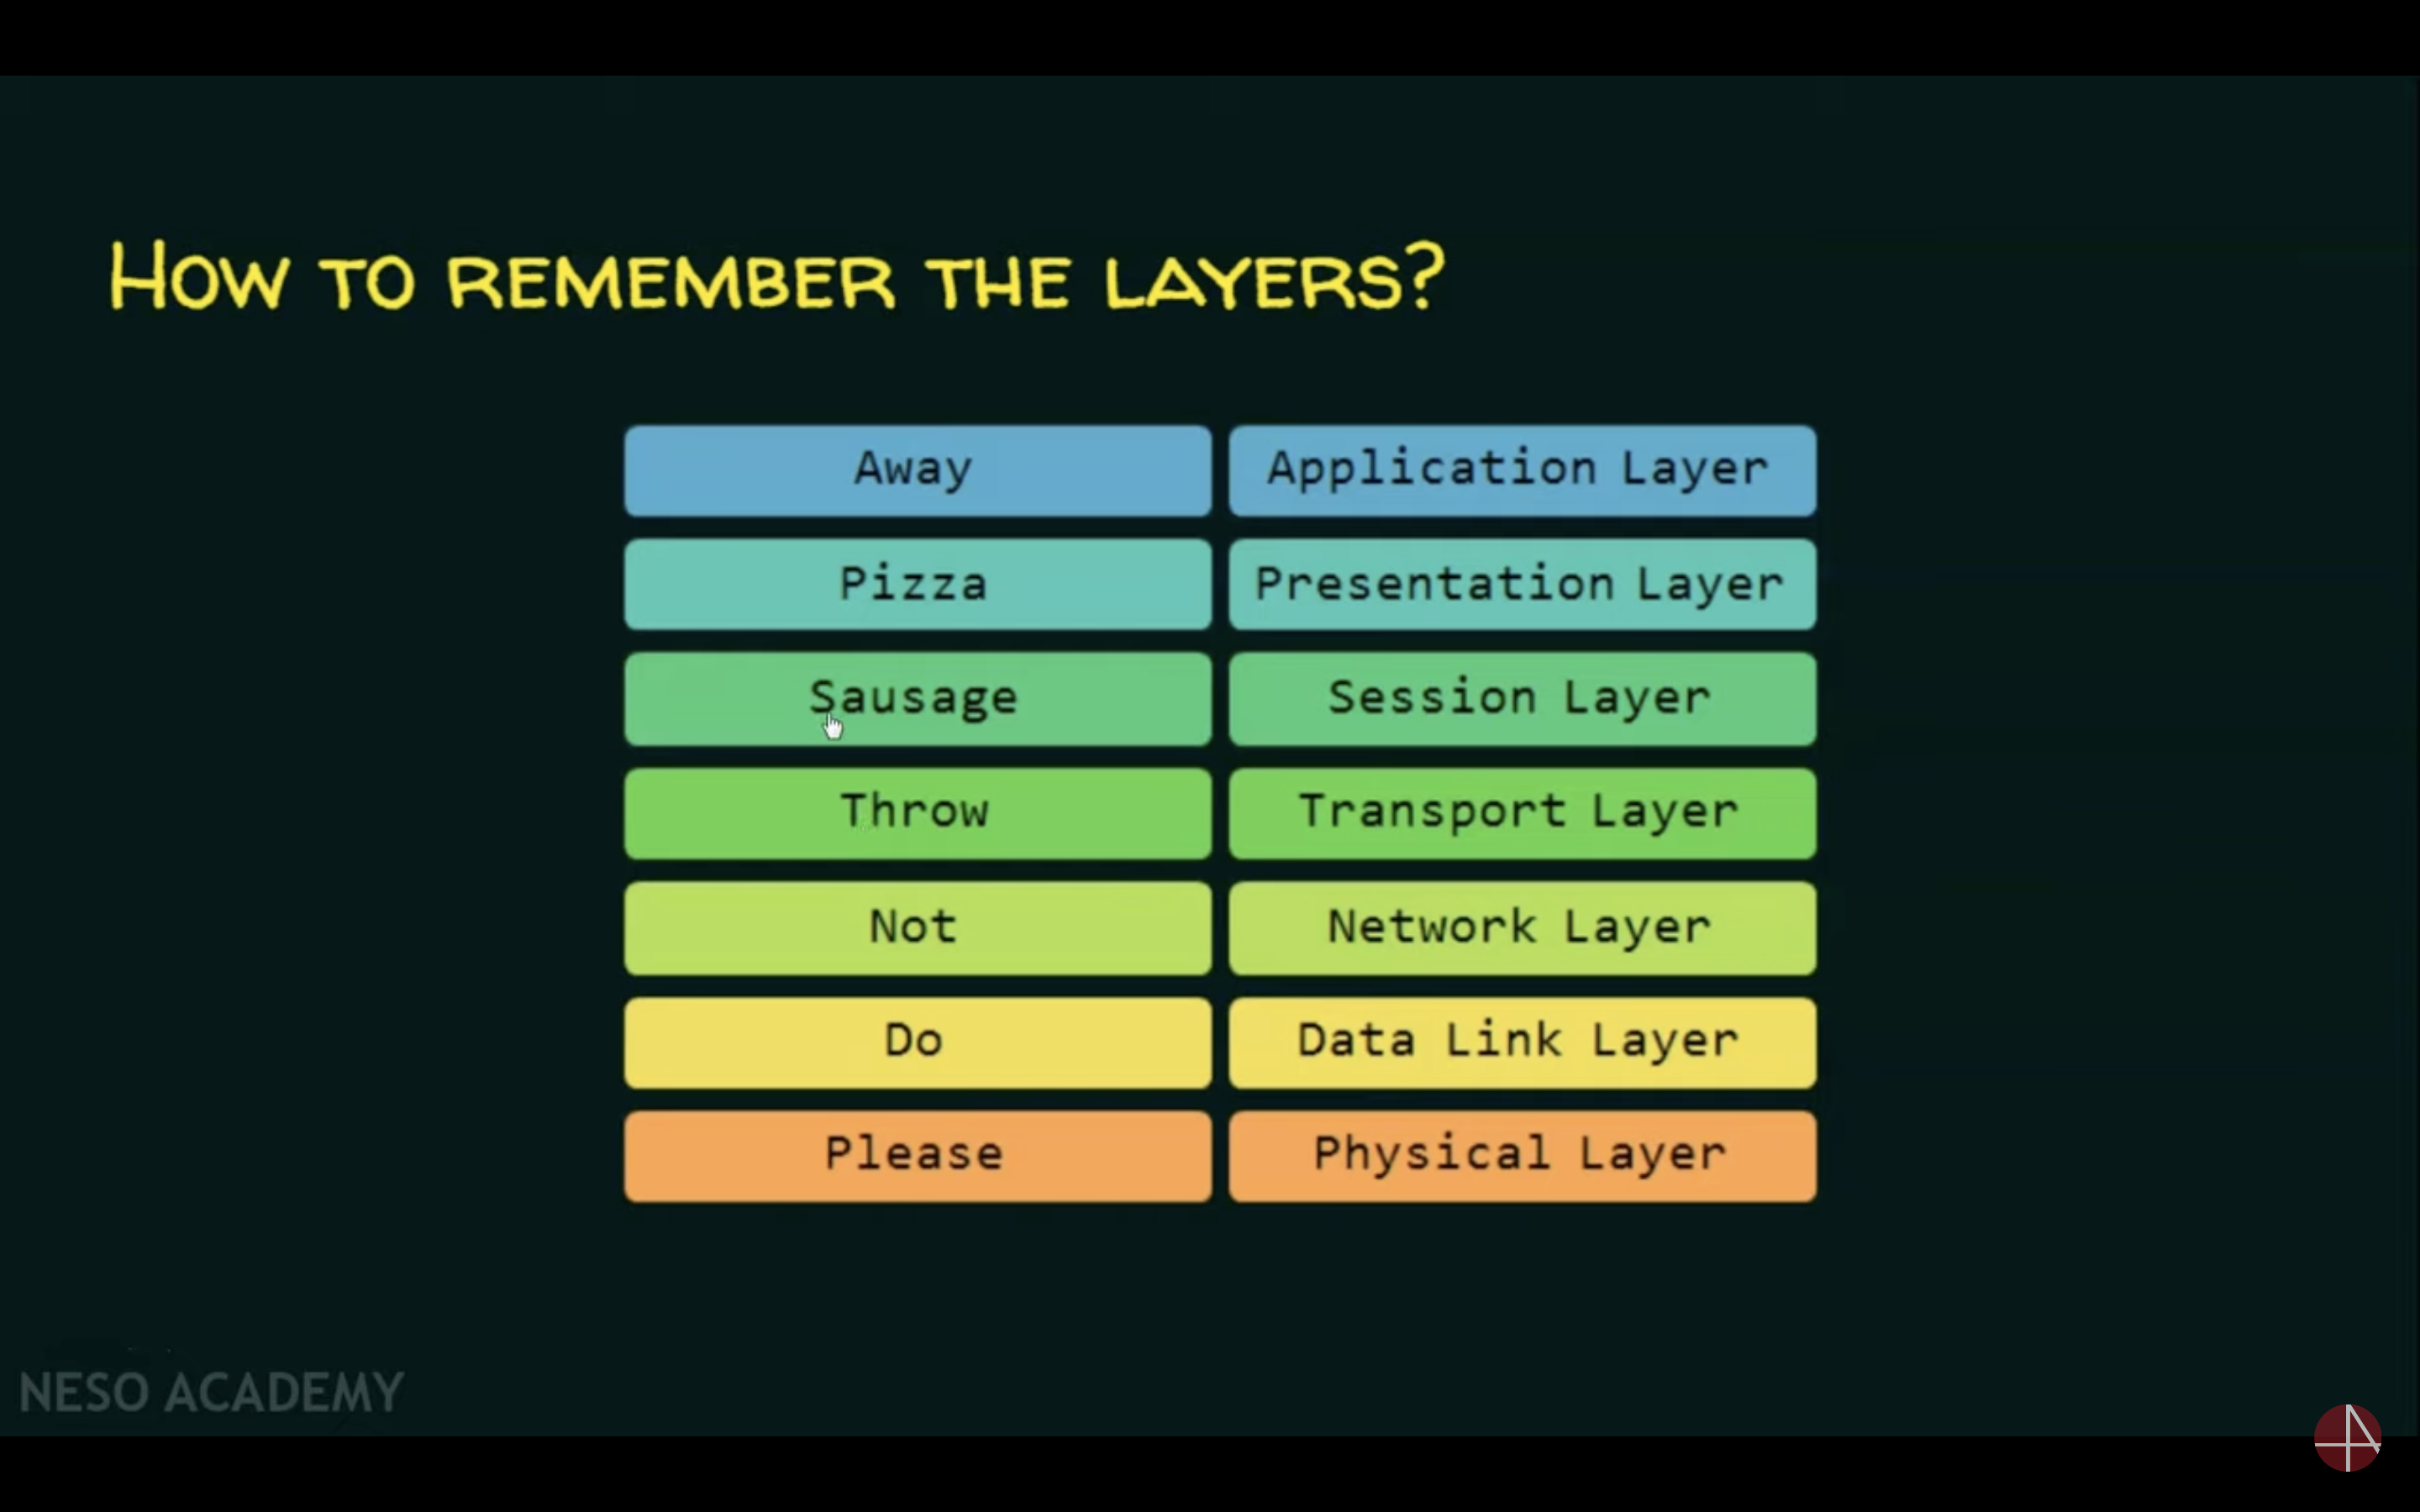 HOW TO REMEMBER THE LAYERS?
Away Application Layer
Pizza Presentation Layer
Sausage Session Layer
Throw Transport Layer
Not Network Layer
Do Data Link Layer
Please Physical Layer
NESO ACADEMY